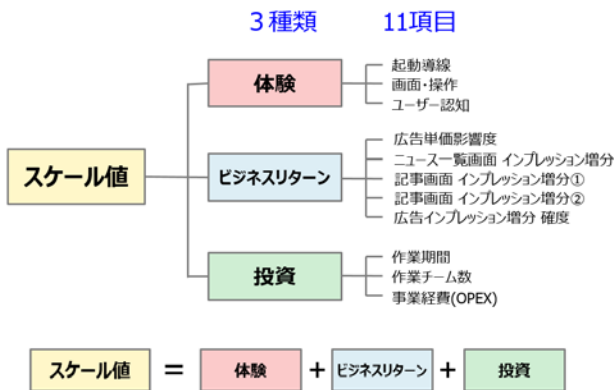 3種類 11項目
体験
起動導線
画面・操作
ユーザー認知
スケール値
ビジネスリターン
広告単価影響度
ニュース一覧画面 インプレッション増分
記事画面 インプレッション増分①
記事画面 インプレッション増分②
広告インプレッション増分 確度
投資
作業期間
作業チーム数
事業経費(OPEX)
スケール値 = 体験 + ビジネスリターン + 投資